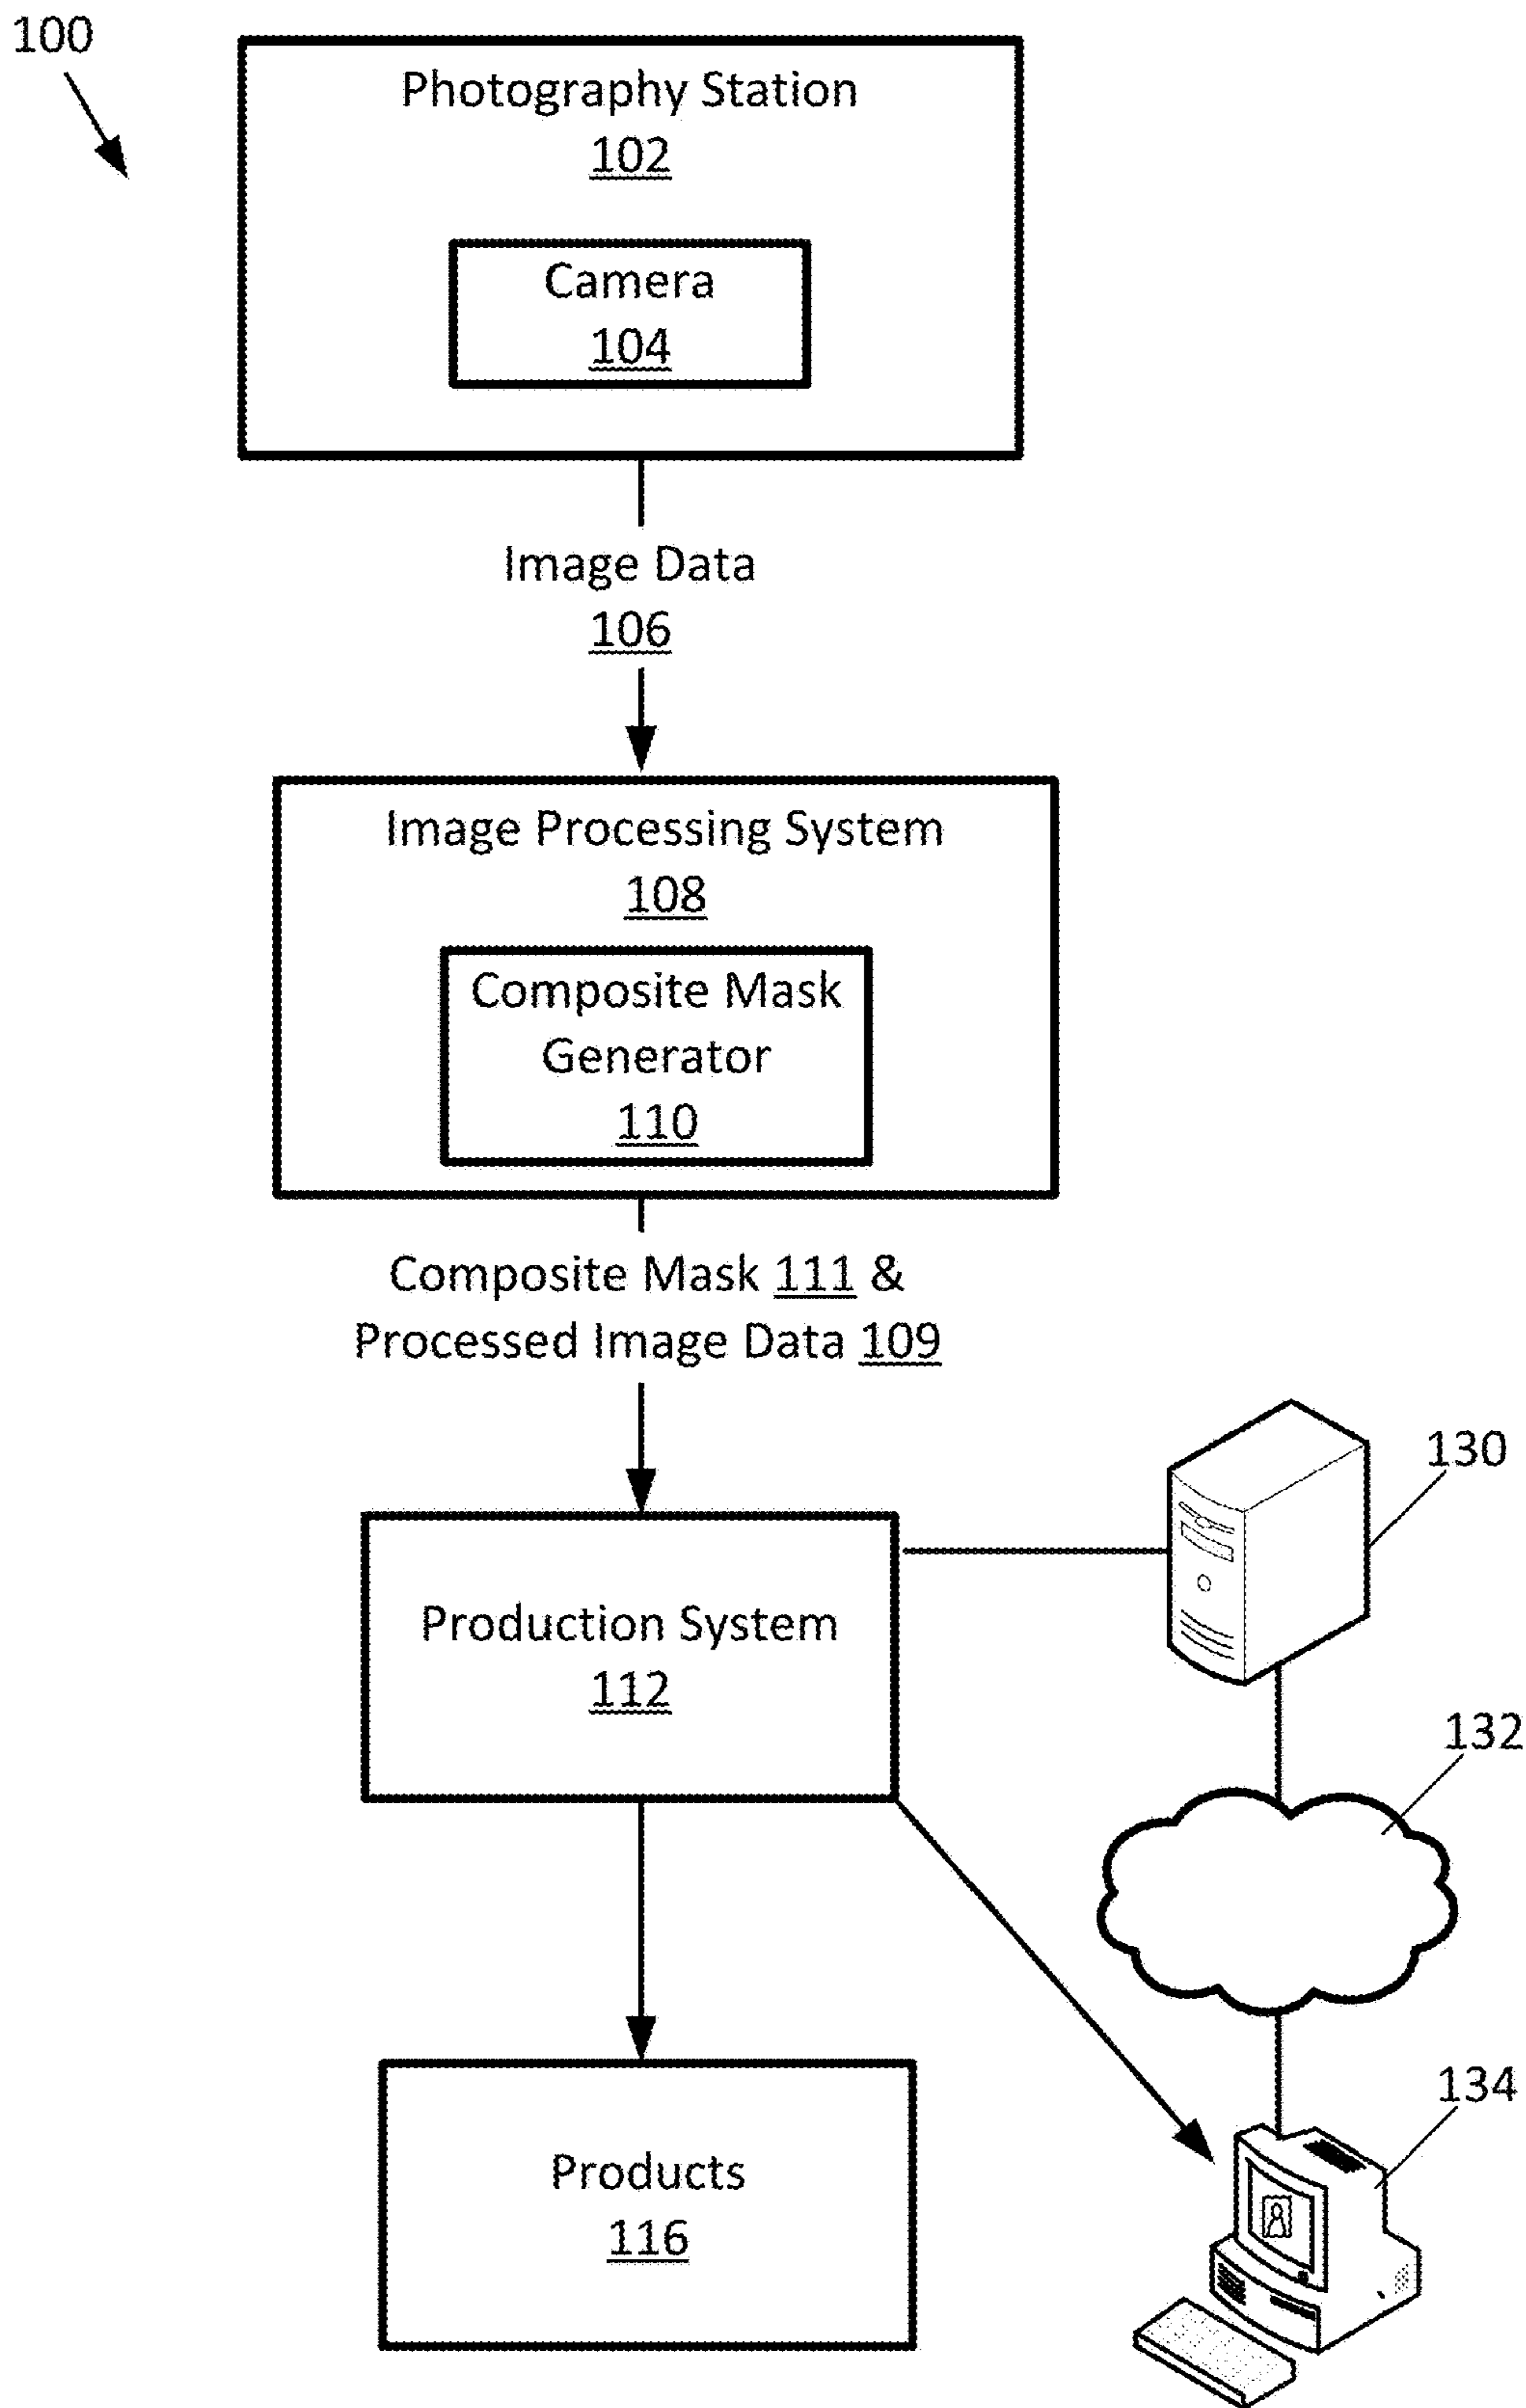 100
Photography Station
102
Camera
104
Image Data
106
Image Processing System
108
Composite Mask
Generator
110
Composite Mask 111 &
Processed Image Data 109
130
Production System
112
132
134
Products
116